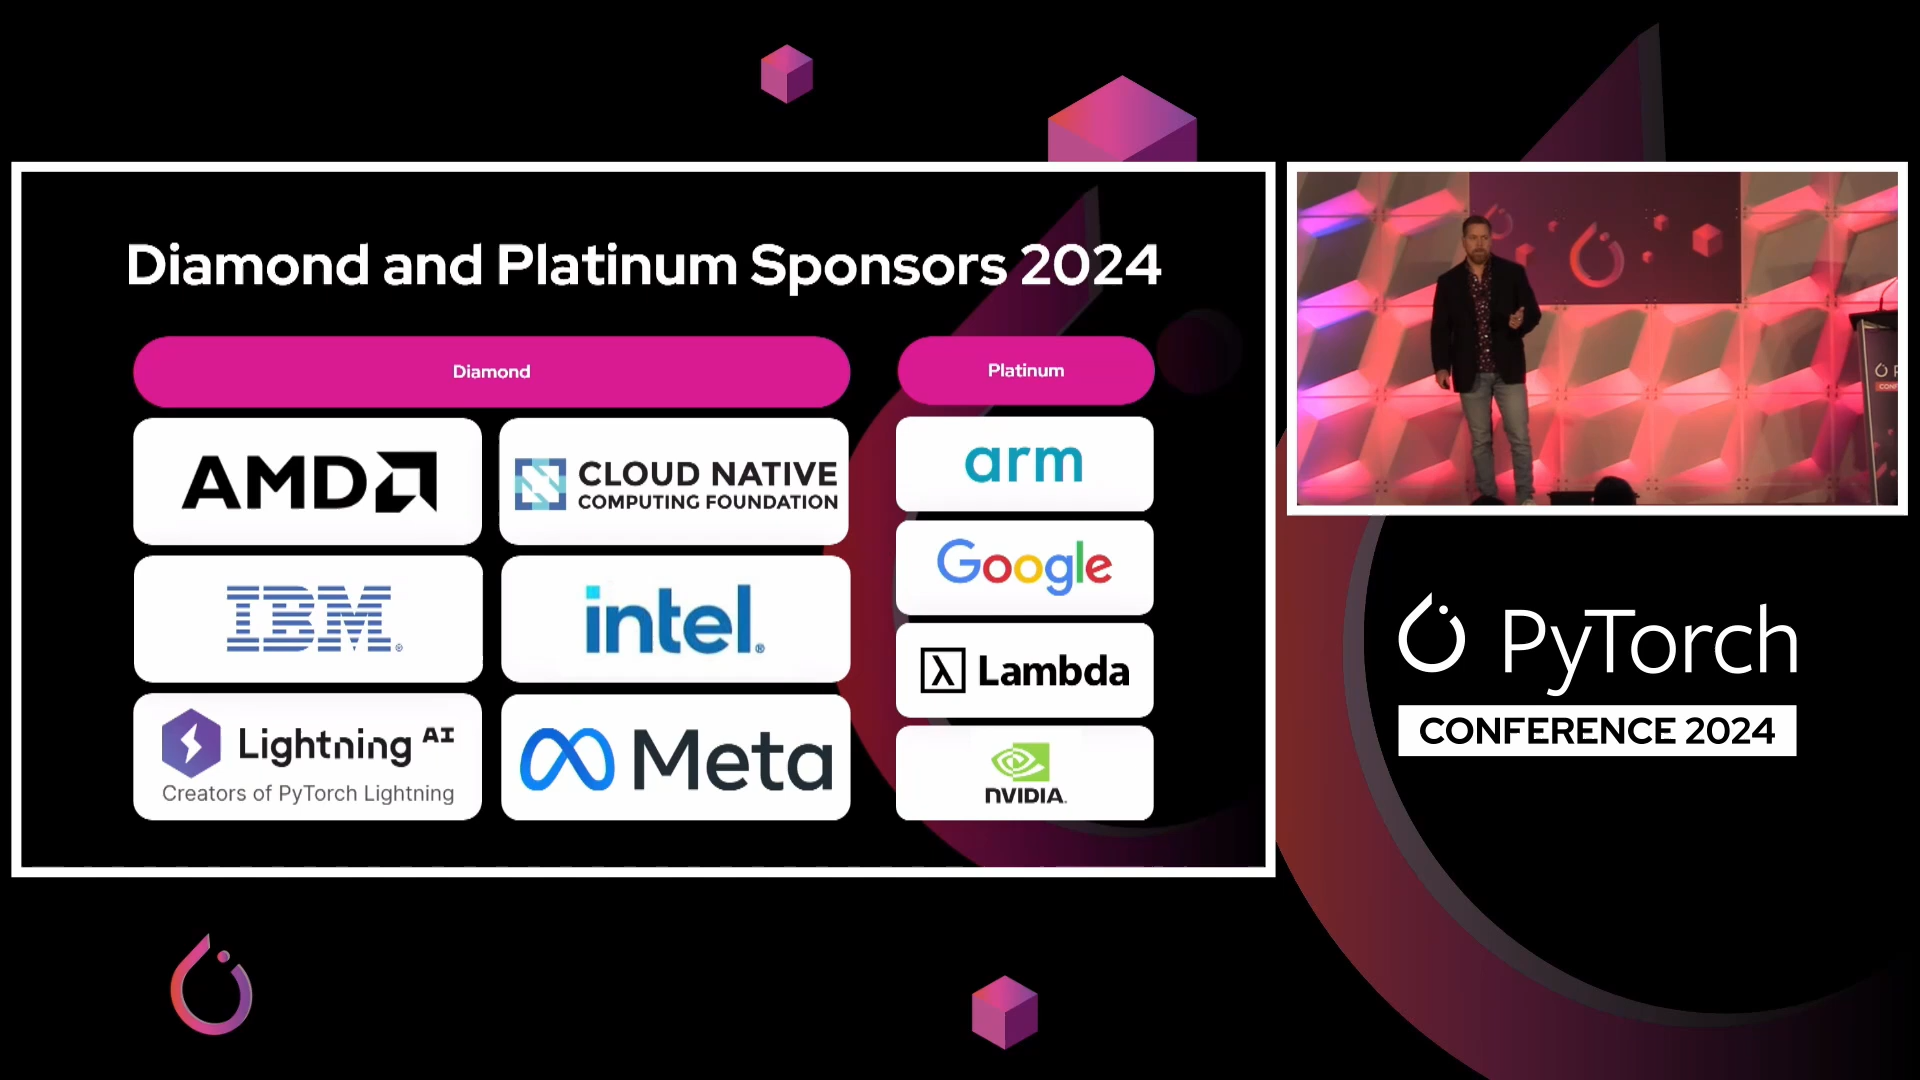 Diamond and Platinum Sponsors 2024
Diamond
Platinum
AMD
CLOUD NATIVE
COMPUTING FOUNDATION
IBM®
intel®
Lightning AI
Creators of PyTorch Lightning
Meta
arm
Google
Lambda
NVIDIA.
PyTorch
CONFERENCE 2024